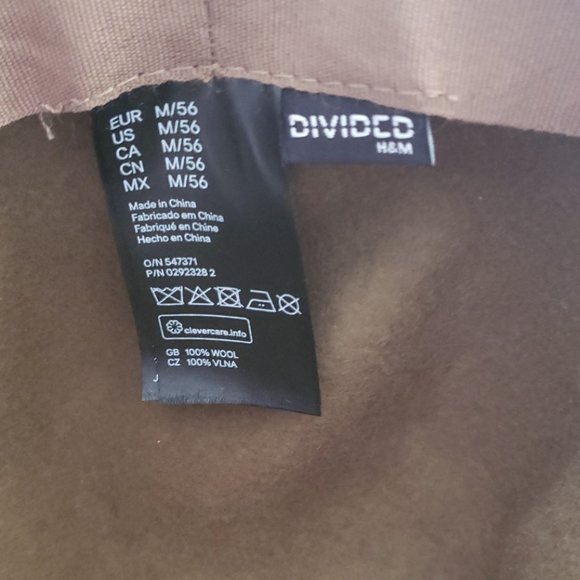 EUR M/56
US M/56
CA M/56
CN M/56
MX M/56
Made in China
Fabricado em China
Fabriqué en Chine
Hecho en China
O/N 547371
P/N 0292328 2
clevercare.info
GB 100% WOOL
CZ 100% VLNA
J
DIVIDED
H&M